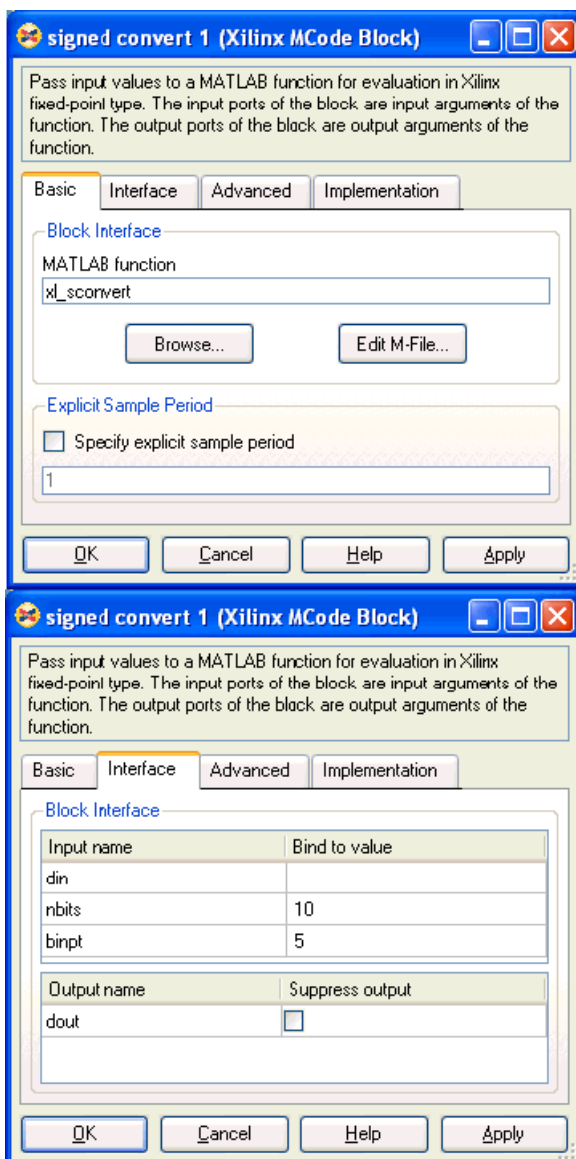 signed convert 1 (Xilinx MCode Block)
Pass input values to a MATLAB function for evaluation in Xilinx
fixed-point type. The input ports of the block are input arguments of the
function. The output ports of the block are output arguments of the
function.
Basic Interface Advanced Implementation
Block Interface
MATLAB function
xl_sconvert
Browse... Edit M-File...
Explicit Sample Period
Specify explicit sample period
1
OK Cancel Help Apply
signed convert 1 (Xilinx MCode Block)
Pass input values to a MATLAB function for evaluation in Xilinx
fixed-point type. The input ports of the block are input arguments of the
function. The output ports of the block are output arguments of the
function.
Basic Interface Advanced Implementation
Block Interface
Input name Bind to value
din
nbits 10
binpt 5
Output name Suppress output
dout
OK Cancel Help Apply